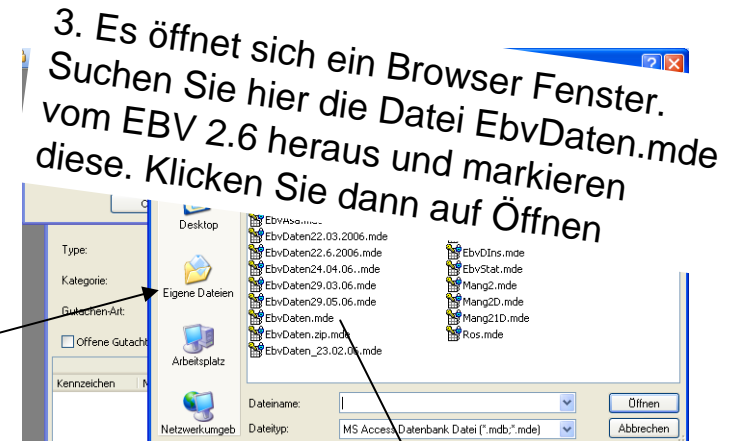 3. Es öffnet sich ein Browser Fenster.
Suchen Sie hier die Datei EbvDaten.mde
vom EBV 2.6 heraus und markieren
diese. Klicken Sie dann auf Öffnen
Desktop
EbvDaten22.03.2006.mde
EbvDaten22.6.2006.mde
EbvDIns.mde
Type:
EbvDaten24.04.06..mde
EbvStat.mde
Kategorie:
Eigene Dateien
EbvDaten29.03.06.mde
Mang2.mde
EbvDaten29.05.06.mde
Mang2D.mde
Gutachen-Art:
EbvDaten.mde
Mang21D.mde
EbvDaten.zip.mde
Ros.mde
Offene Gutacht
EbvDaten_23.02.06.mde
Arbeitsplatz
Kennzeichen
Dateiname:
Öffnen
Netzwerkumgeb
Dateityp:
MS Access Datenbank Datei (*.mdb;*.mde)
Abbrechen